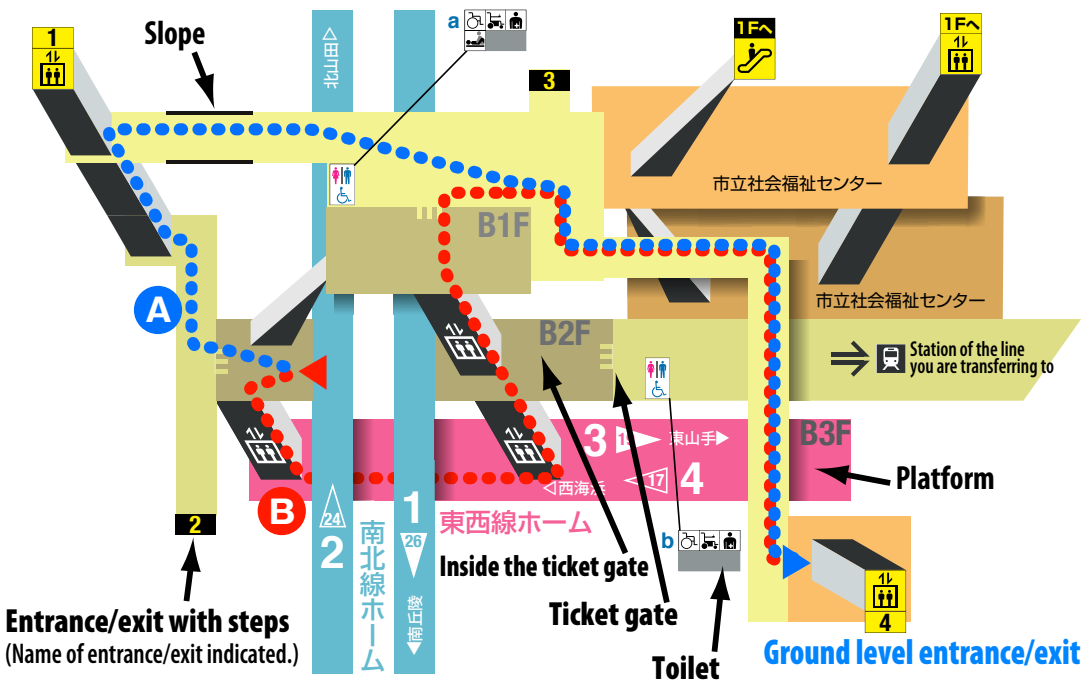 1
Slope
△北山田
a
3
1Fへ
1Fへ
市立社会福祉センター
B1F
市立社会福祉センター
A
B2F
Station of the line
you are transferring to
3
東山手▶
B3F
◁西海浜
17
4
Platform
B
24
2
南北線ホーム
1
26
◀南丘陵
東西線ホーム
2
b
Inside the ticket gate
Ticket gate
Toilet
Entrance/exit with steps
(Name of entrance/exit indicated.)
4
Ground level entrance/exit